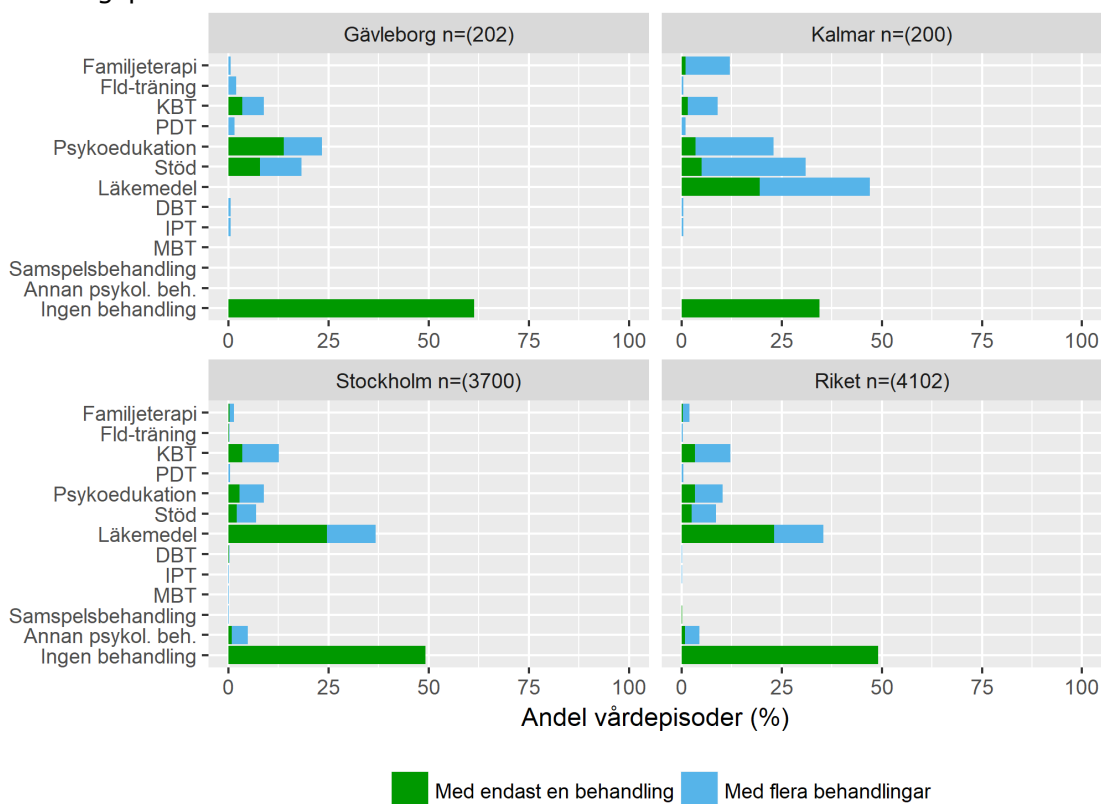 Gävleborg n=(202)
Kalmar n=(200)
Familjeterapi
Fld-träning
KBT
PDT
Psykoedukation
Stöd
Läkemedel
DBT
IPT
MBT
Samspelsbehandling
Annan psykol. beh.
Ingen behandling
0 25 50 75 100
0 25 50 75 100
Stockholm n=(3700)
Riket n=(4102)
Familjeterapi
Fld-träning
KBT
PDT
Psykoedukation
Stöd
Läkemedel
DBT
IPT
MBT
Samspelsbehandling
Annan psykol. beh.
Ingen behandling
0 25 50 75 100
0 25 50 75 100
Andel vårdepisoder (%)
Med endast en behandling
Med flera behandlingar